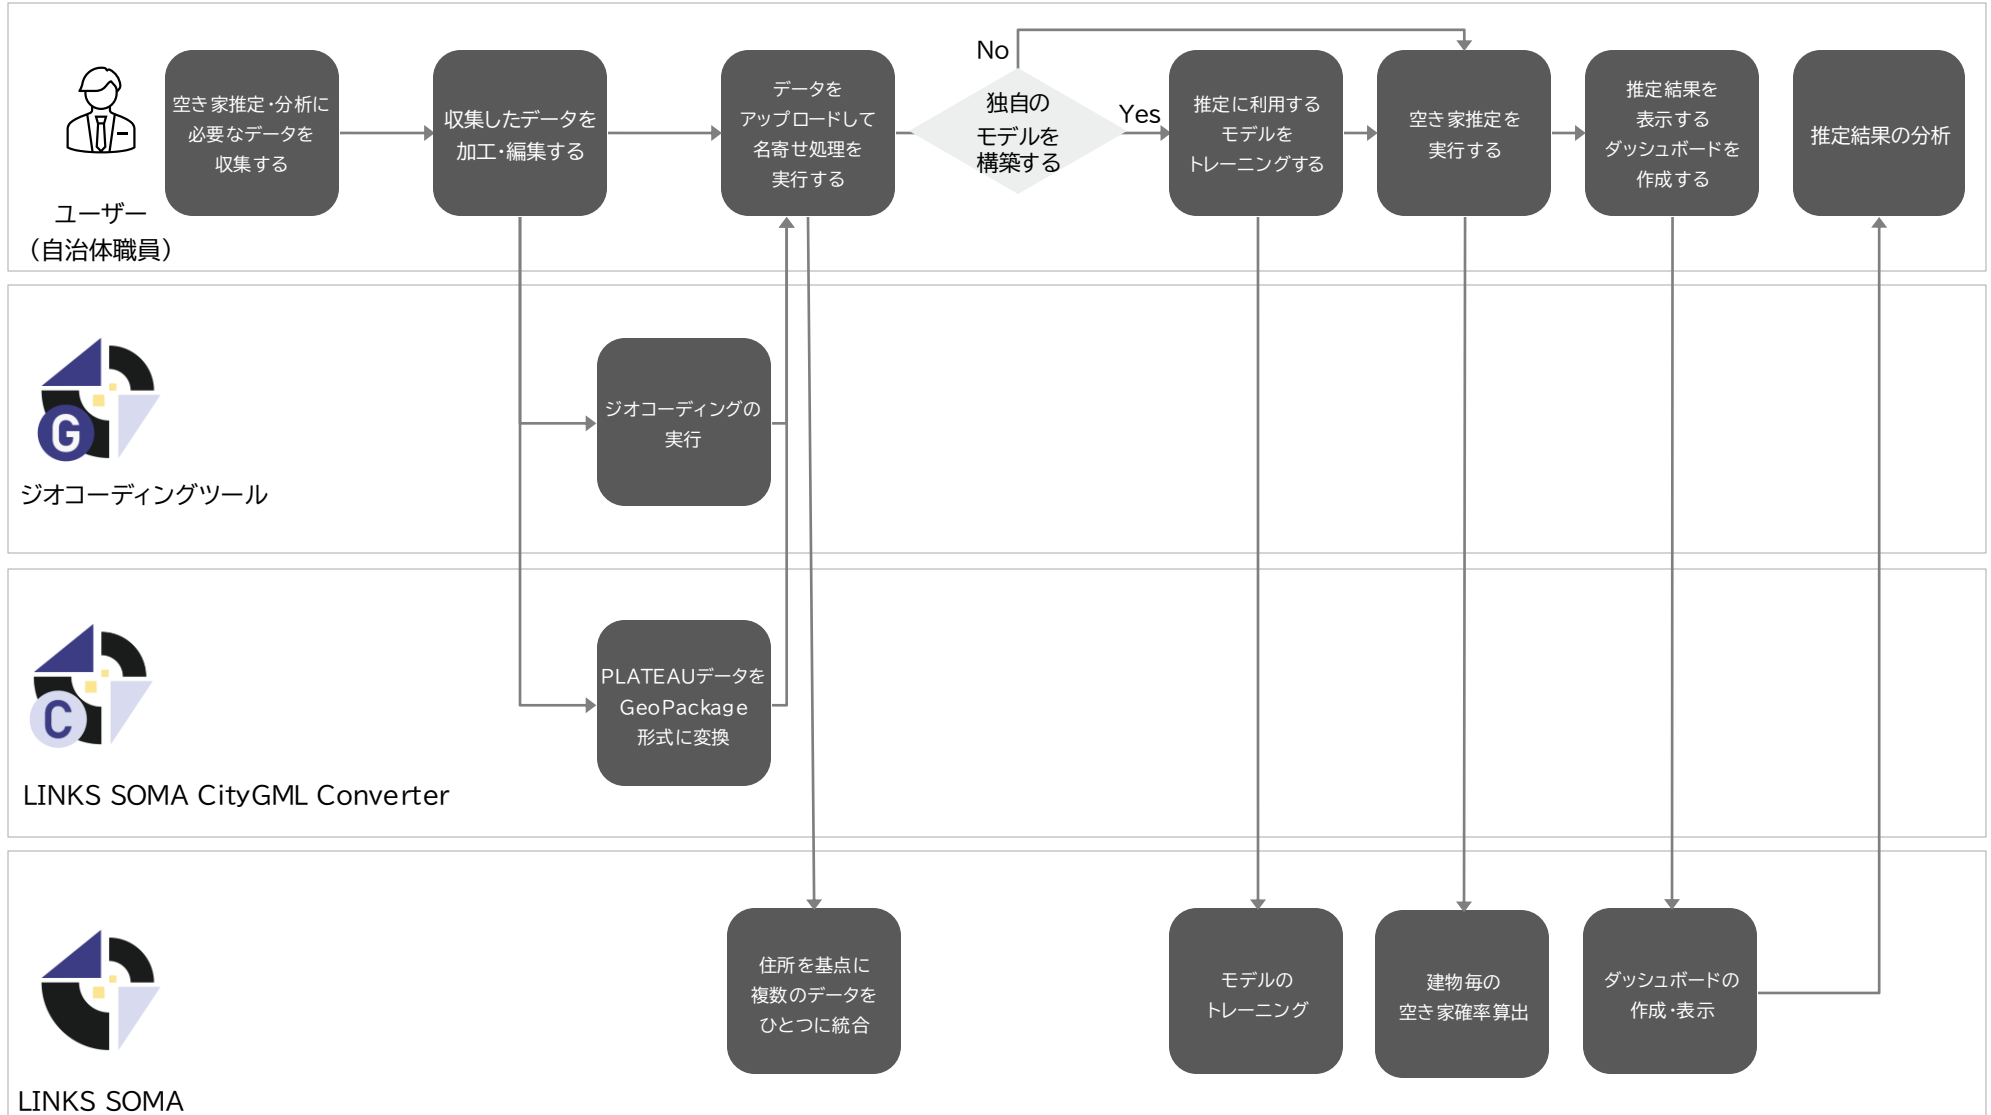 ユーザー
（自治体職員）
空き家推定・分析に
必要なデータを
収集する
収集したデータを
加工・編集する
データを
アップロードして
名寄せ処理を
実行する
No
独自の
モデルを
構築する
Yes
推定に利用する
モデルを
トレーニングする
空き家推定を
実行する
推定結果を
表示する
ダッシュボードを
作成する
推定結果の分析
G
ジオコーディングツール
ジオコーディングの
実行
C
LINKS SOMA CityGML Converter
PLATEAUデータを
GeoPackage
形式に変換
LINKS SOMA
住所を基点に
複数のデータを
ひとつに統合
モデルの
トレーニング
建物毎の
空き家確率算出
ダッシュボードの
作成・表示